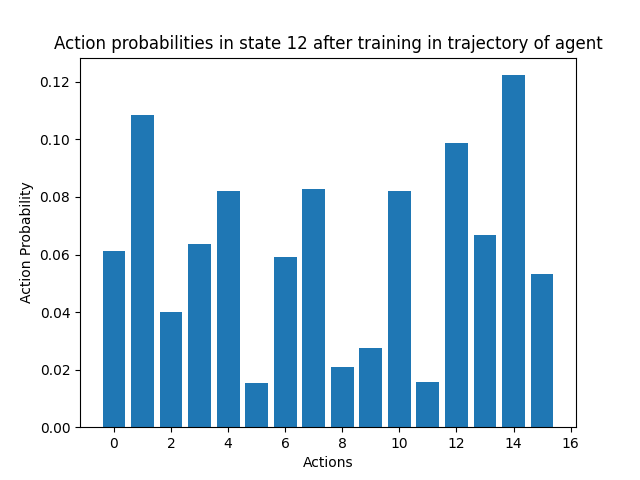 Action probabilities in state 12 after training in trajectory of agent
0.12
0.10
0.08
0.06
0.04
0.02
0.00
Action Probability
0 2 4 6 8 10 12 14 16
Actions